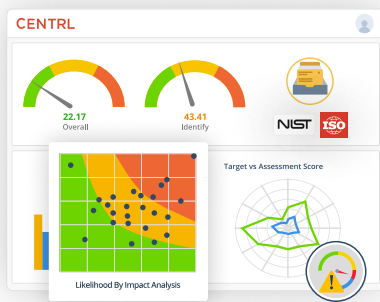 CENTRL
22.17
Overall
43.41
Identify
NIST
ISO
Target vs Assessment Score
Likelihood By Impact Analysis